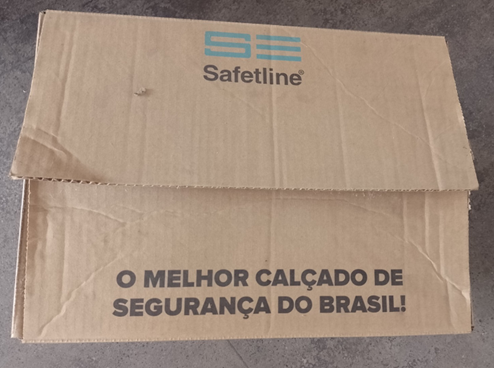 Safetline®
O MELHOR CALÇADO DE
SEGURANÇA DO BRASIL!